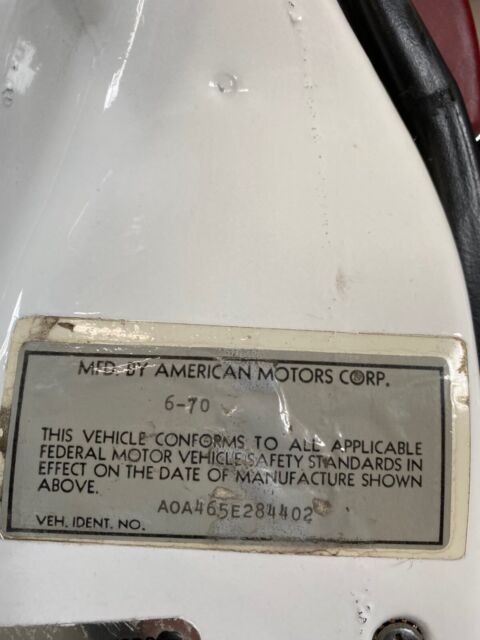 MFD. BY AMERICAN MOTORS CORP.
6-70
THIS VEHICLE CONFORMS TO ALL APPLICABLE
FEDERAL MOTOR VEHICLE SAFETY STANDARDS IN
EFFECT ON THE DATE OF MANUFACTURE SHOWN
ABOVE.
A0A465E284402
VEH. IDENT. NO.